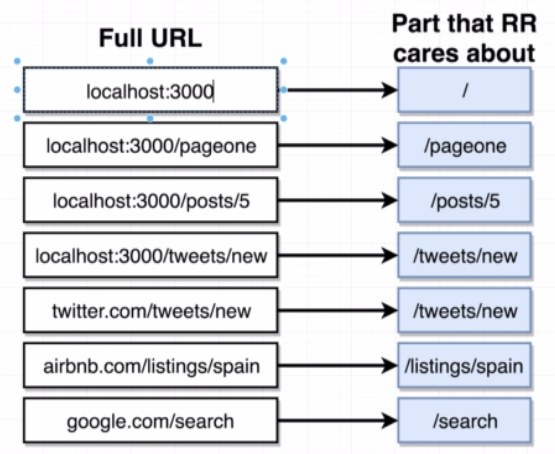 Full URL
Part that RR
cares about
localhost:3000
/
localhost:3000/pageone
/pageone
localhost:3000/posts/5
/posts/5
localhost:3000/tweets/new
/tweets/new
twitter.com/tweets/new
/tweets/new
airbnb.com/listings/spain
/listings/spain
google.com/search
/search